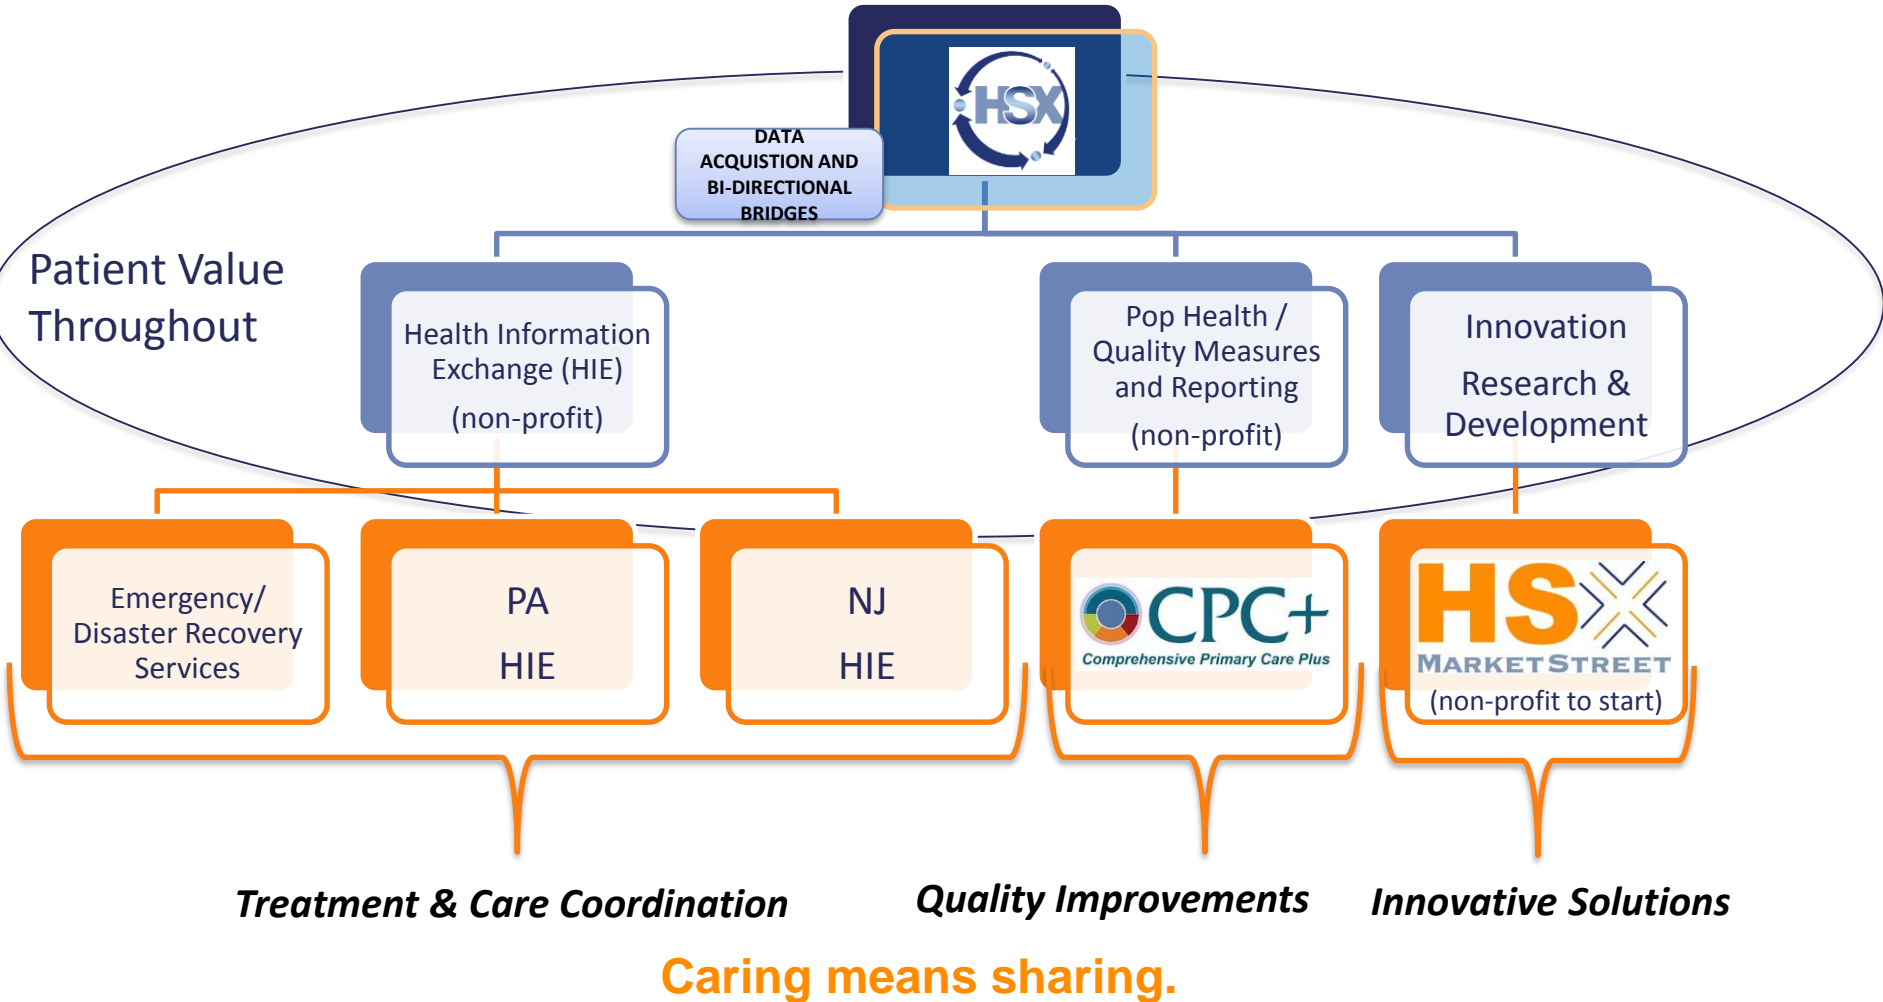 HSX
DATA
ACQUISTION AND
BI-DIRECTIONAL
BRIDGES
Patient Value
Throughout
Health Information
Exchange (HIE)
(non-profit)
Pop Health /
Quality Measures
and Reporting
(non-profit)
Innovation
Research &
Development
Emergency/
Disaster Recovery
Services
PA
HIE
NJ
HIE
CPC+
Comprehensive Primary Care Plus
HSX
MARKET STREET
(non-profit to start)
Treatment & Care Coordination
Quality Improvements
Innovative Solutions
Caring means sharing.